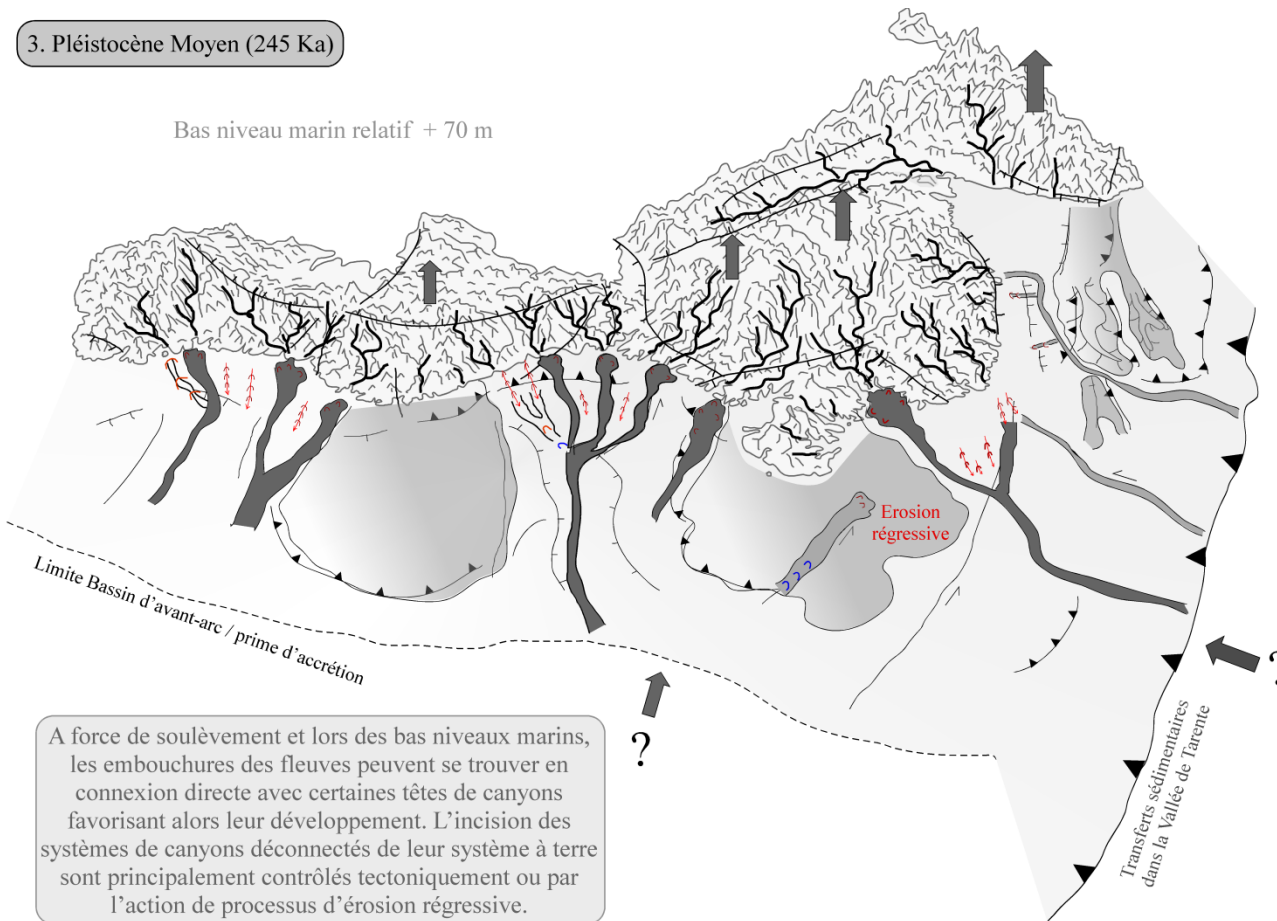 3. Pléistocène Moyen (245 Ka)
Bas niveau marin relatif + 70 m
Erosion
régressive
Limite Bassin d'avant-arc / prime d'accrétion
?
?
Transferts sédimentaires
dans la Vallée de Tarente
A force de soulèvement et lors des bas niveaux marins,
les embouchures des fleuves peuvent se trouver en
connexion directe avec certaines têtes de canyons
favorisant alors leur développement. L'incision des
systèmes de canyons déconnectés de leur système à terre
sont principalement contrôlés tectoniquement ou par
l'action de processus d'érosion régressive.